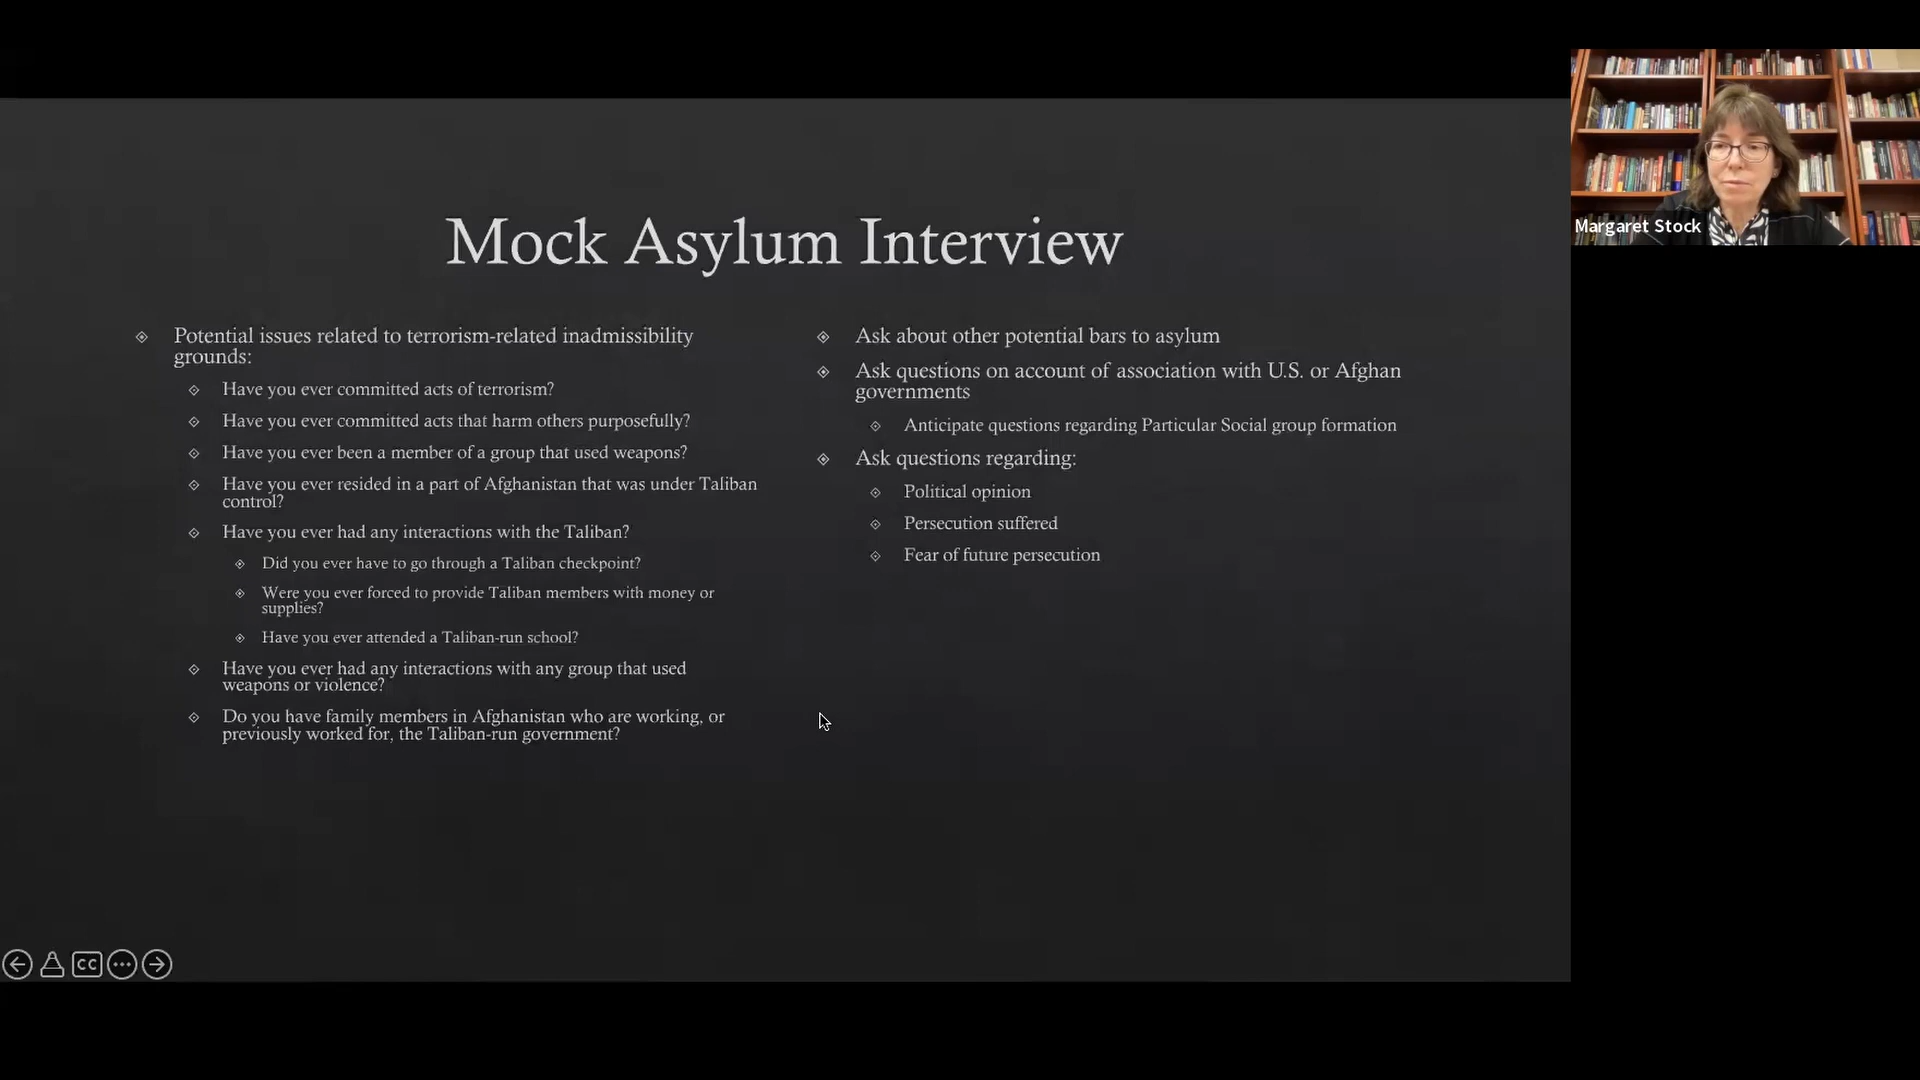 Mock Asylum Interview
Potential issues related to terrorism-related inadmissibility
grounds:
Have you ever committed acts of terrorism?
Have you ever committed acts that harm others purposefully?
Have you ever been a member of a group that used weapons?
Have you ever resided in a part of Afghanistan that was under Taliban
control?
Have you ever had any interactions with the Taliban?
Did you ever have to go through a Taliban checkpoint?
Were you ever forced to provide Taliban members with money or
supplies?
Have you ever attended a Taliban-run school?
Have you ever had any interactions with any group that used
weapons or violence?
Do you have family members in Afghanistan who are working, or
previously worked for, the Taliban-run government?
Ask about other potential bars to asylum
Ask questions on account of association with U.S. or Afghan
governments
Anticipate questions regarding Particular Social group formation
Ask questions regarding:
Political opinion
Persecution suffered
Fear of future persecution
Margaret Stock
CC